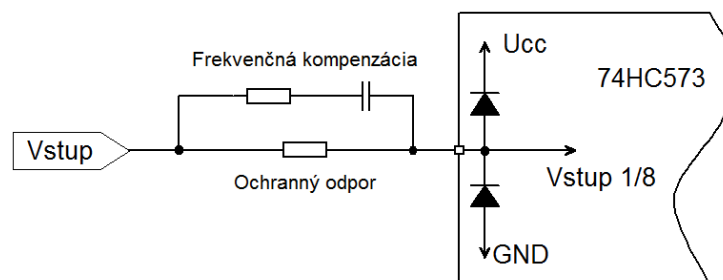 Ucc
Frekvenčná kompenzácia
74HC573
Vstup
Ochranný odpor
Vstup 1/8
GND